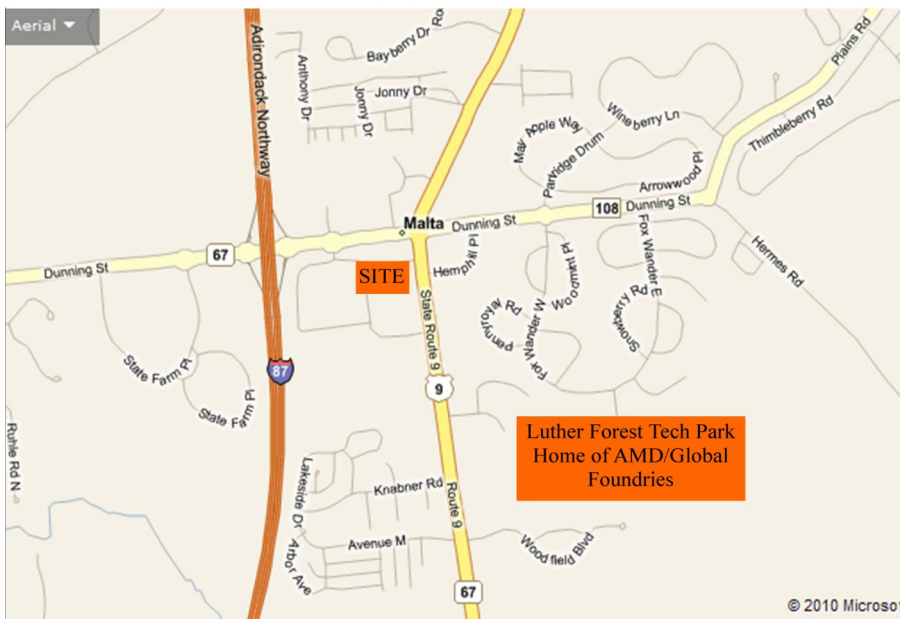 Aerial
Adirondack Northway
Bayberry Dr
Ro
Plains Rd
Anthony Dr
Jonny Dr
Jonny Dr
Wineberry Ln
Thimbleberry Rd
May Apple Way
Partridge Drum
Arrowwood Pl
108
Dunning St
Malta
Dunning St
67
Dunning St
Hermes Rd
Fox Wander E
Hemphill Pl
Woodmint Pl
SITE
State Route 9
Pennyroyal Rd
Snowberry Rd
For Wander W
State Farm Pl
87
9
State Farm Pl
Ruhle Rd N
Luther Forest Tech Park
Home of AMD/Global
Foundries
Lakeside Dr
Knabner Rd
Route 9
Avenue M
Woodfield Blvd
Arbor Ave
67
© 2010 Microsof